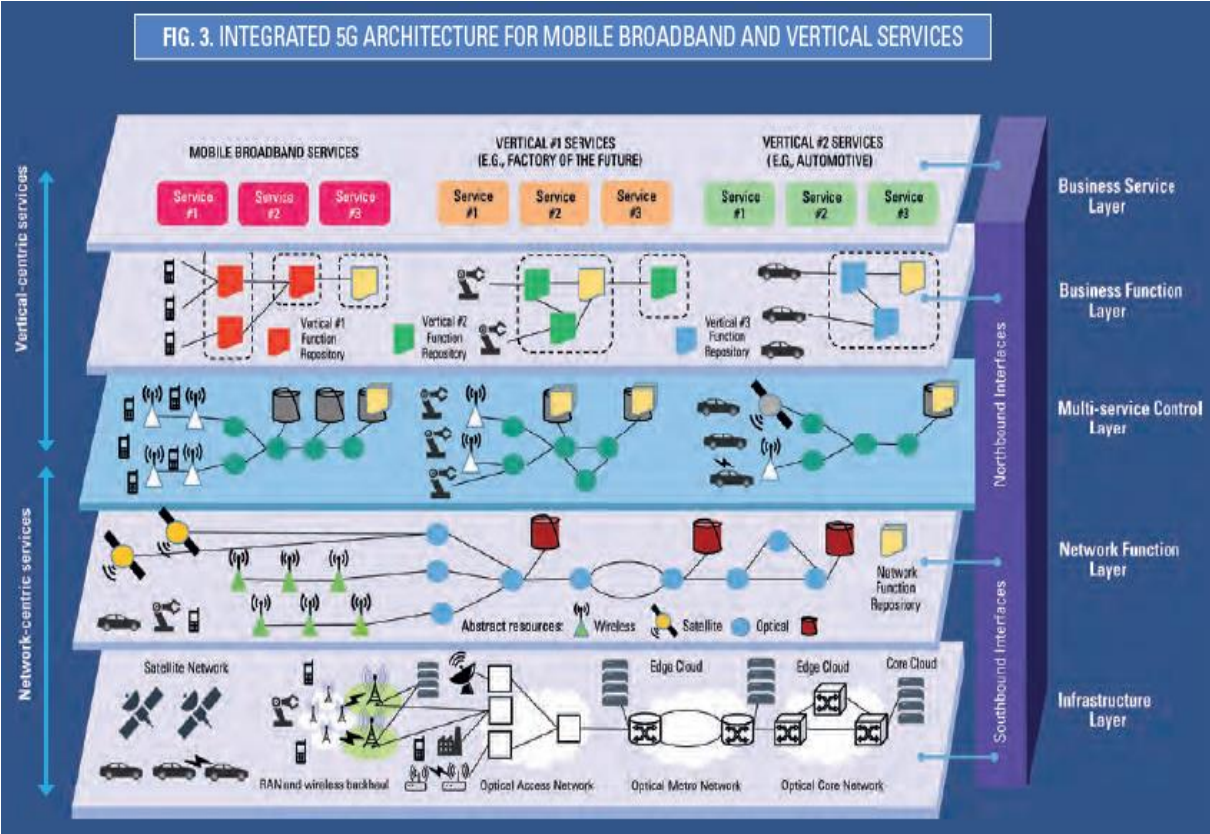 FIG. 3. INTEGRATED 5G ARCHITECTURE FOR MOBILE BROADBAND AND VERTICAL SERVICES
MOBILE BROADBAND SERVICES
VERTICAL #1 SERVICES
(E.G., FACTORY OF THE FUTURE)
VERTICAL #2 SERVICES
(E.G., AUTOMOTIVE)
Service
#1
Service
#2
Service
#3
Service
#1
Service
#2
Service
#3
Service
#1
Service
#2
Service
#3
Business Service
Layer
Vertical-centric services
Vertical #1
Function
Repository
Vertical #2
Function
Repository
Vertical #3
Function
Repository
Business Function
Layer
Northbound Interfaces
Multi-service Control
Layer
Network-centric services
Network
Function
Repository
Abstract resources:
Wireless
Satellite
Optical
Network Function
Layer
Southbound Interfaces
Satellite Network
Edge Cloud
Edge Cloud
Core Cloud
RAN and wireless backhaul
Optical Access Network
Optical Metro Network
Optical Core Network
Infrastructure
Layer